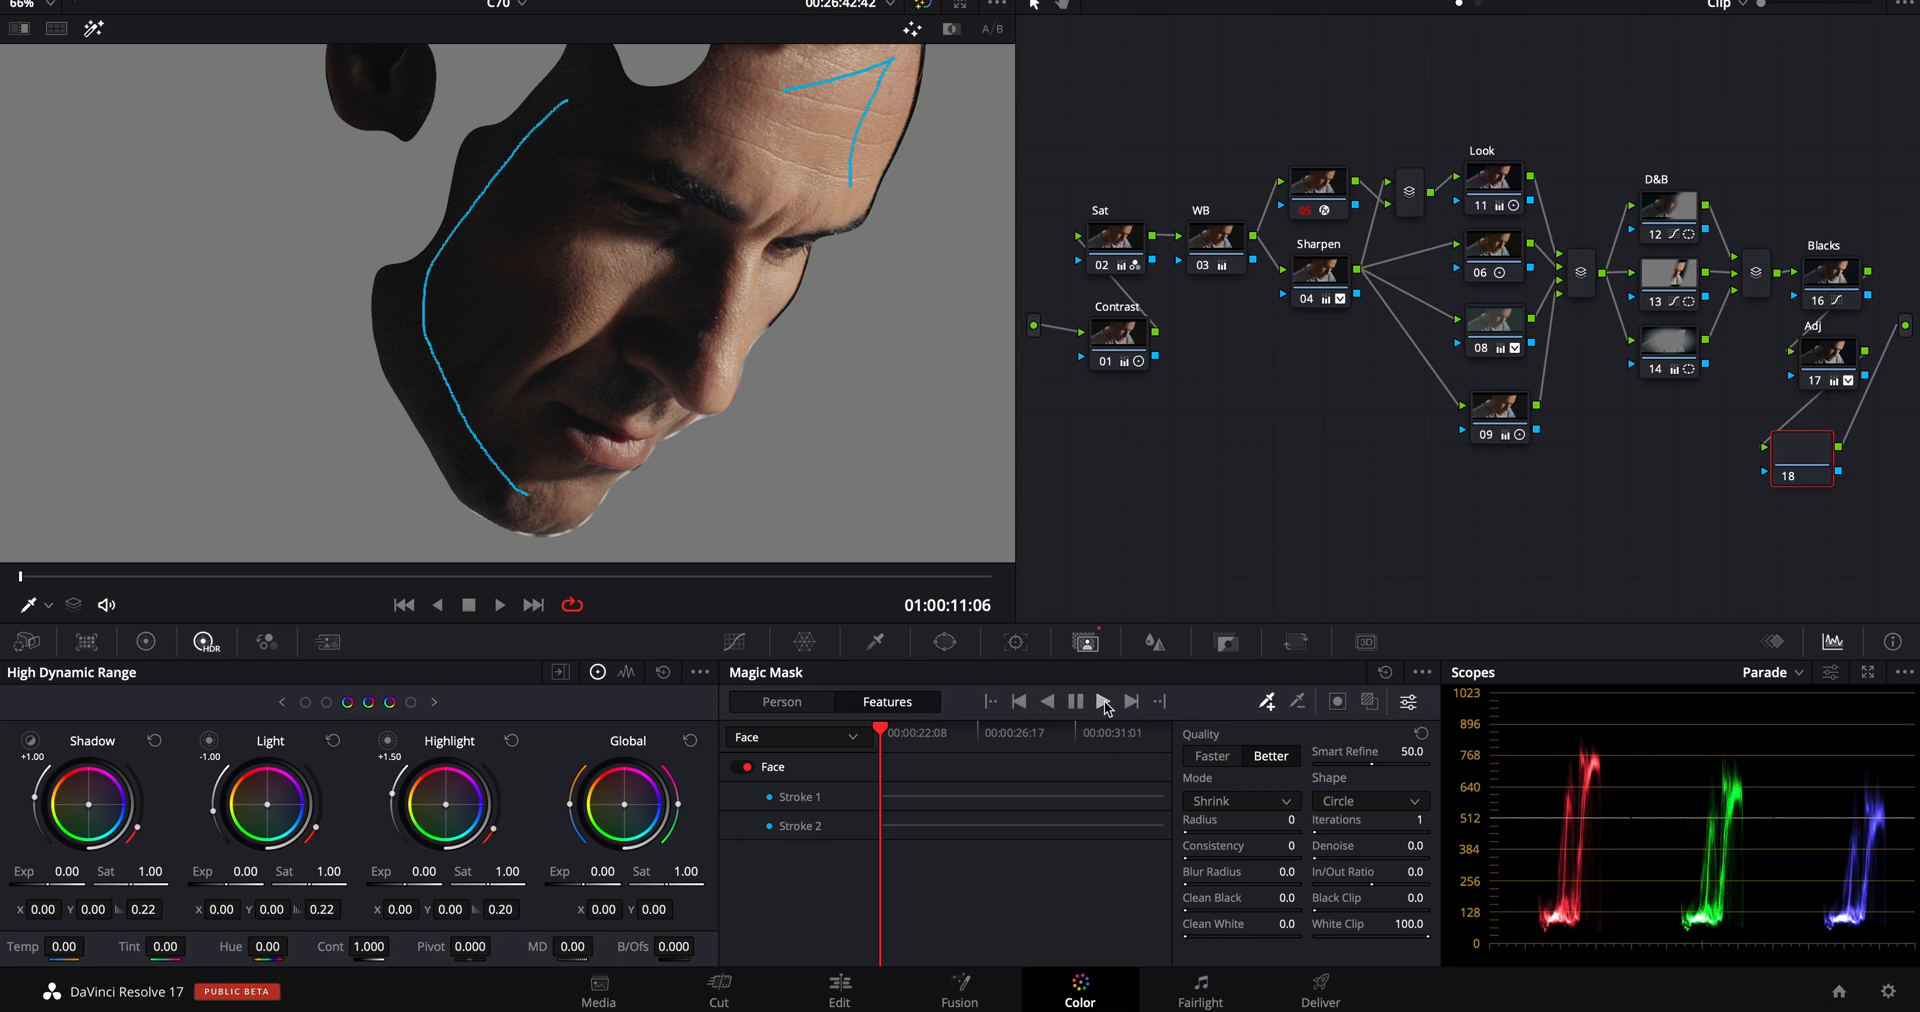 66%
C70
00:26:42:42
Clip
A/B
Look
D&B
Sat
WB
Sharpen
Blacks
Contrast
Adj
05
11
12
02
03
04
06
13
16
01
08
14
17
09
18
01:00:11:06
HDR
3D
High Dynamic Range
Magic Mask
Scopes
Parade
Person
Features
Shadow
Light
Highlight
Global
+1.00
-1.00
+1.50
Exp 0.00 Sat 1.00
Exp 0.00 Sat 1.00
Exp 0.00 Sat 1.00
Exp 0.00 Sat 1.00
X 0.00 Y 0.00 0.22
X 0.00 Y 0.00 0.22
X 0.00 Y 0.00 0.20
X 0.00 Y 0.00
Temp 0.00 Tint 0.00 Hue 0.00 Cont 1.000 Pivot 0.000 MD 0.00 B/Ofs 0.000
Face
00:00:22:08
00:00:26:17
00:00:31:01
Face
Stroke 1
Stroke 2
Quality
Faster
Better
Smart Refine 50.0
Mode
Shape
Shrink
Circle
Radius 0
Iterations 1
Consistency 0
Denoise 0.0
Blur Radius 0.0
In/Out Ratio 0.0
Clean Black 0.0
Black Clip 0.0
Clean White 0.0
White Clip 100.0
1023
896
768
640
512
384
256
128
0
DaVinci Resolve 17
PUBLIC BETA
Media
Cut
Edit
Fusion
Color
Fairlight
Deliver